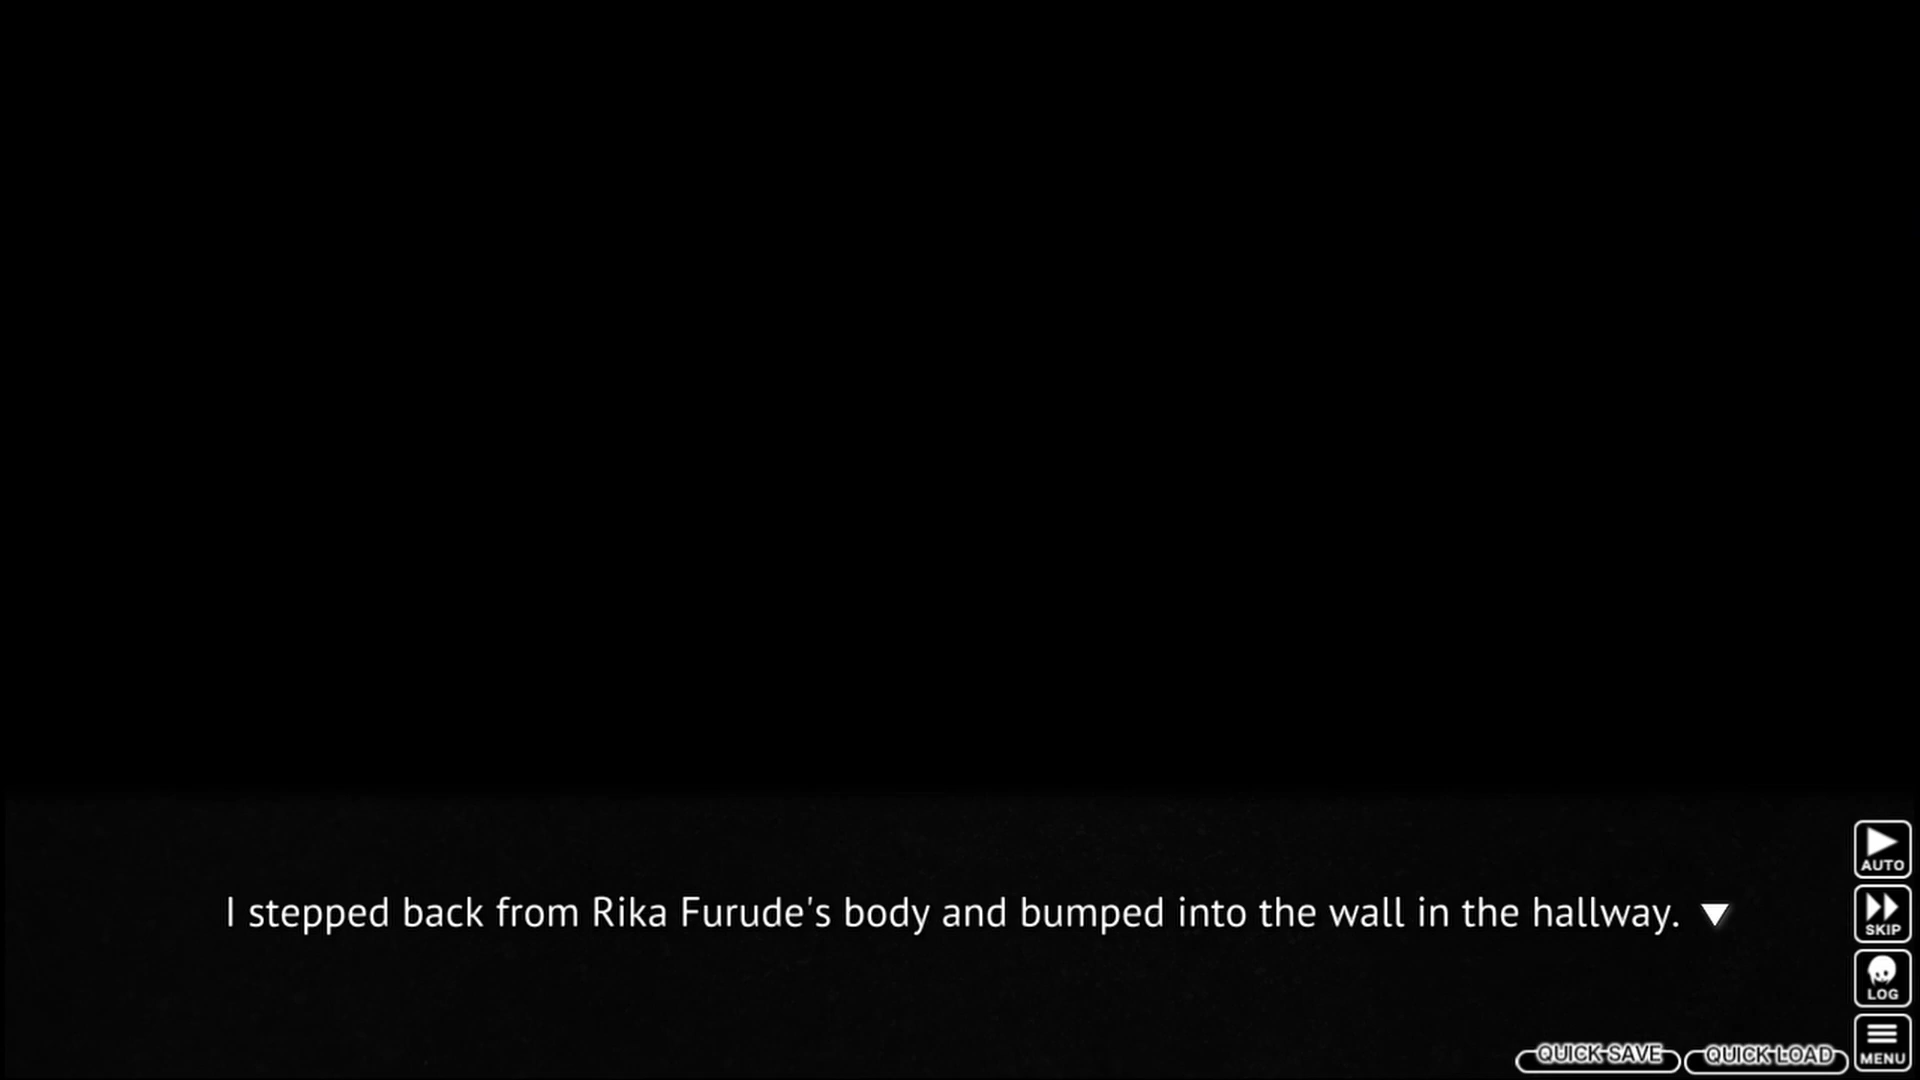 I stepped back from Rika Furude's body and bumped into the wall in the hallway.
AUTO
SKIP
LOG
MENU
QUICK SAVE
QUICK LOAD